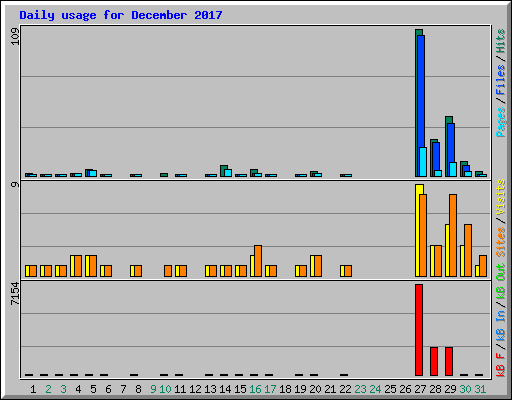 Daily usage for December 2017
109
9
7154
Pages/Files/Hits
Sites/Visits
kB F/kB In/kB Out
1 2 3 4 5 6 7 8 9 10 11 12 13 14 15 16 17 18 19 20 21 22 23 24 25 26 27 28 29 30 31